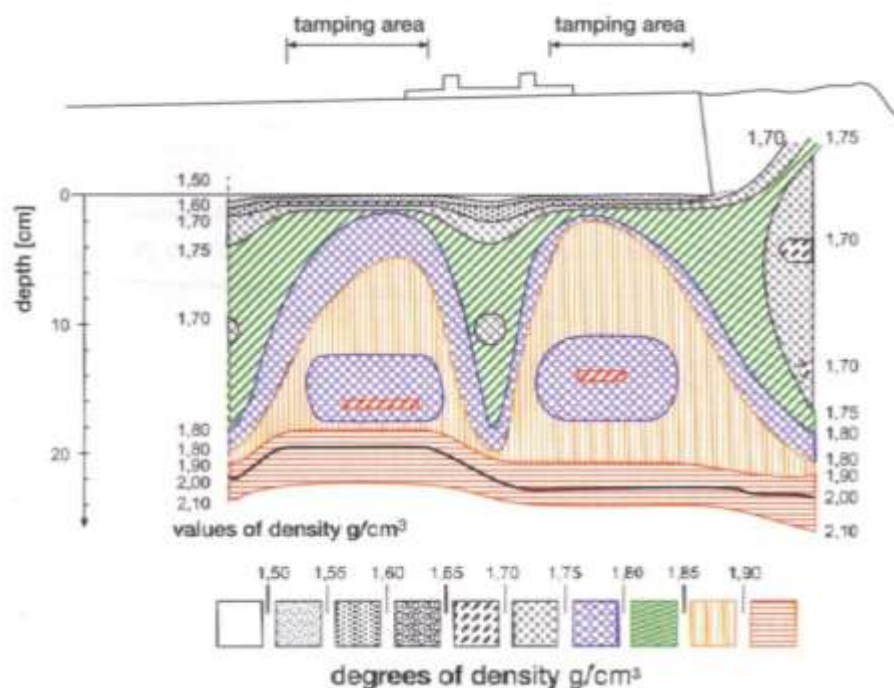 tamping area tamping area
1,70 1,75
0 1,50
1,60
1,70
1,75
1,70
depth [cm]
10 1,70
1,70
1,75
1,80 1,80
20 1,80 1,80
1,90 1,90
2,00 2,00
2,10 2,10
values of density g/cm³
1,50 1,55 1,60 1,65 1,70 1,75 1,80 1,85 1,90
degrees of density g/cm³